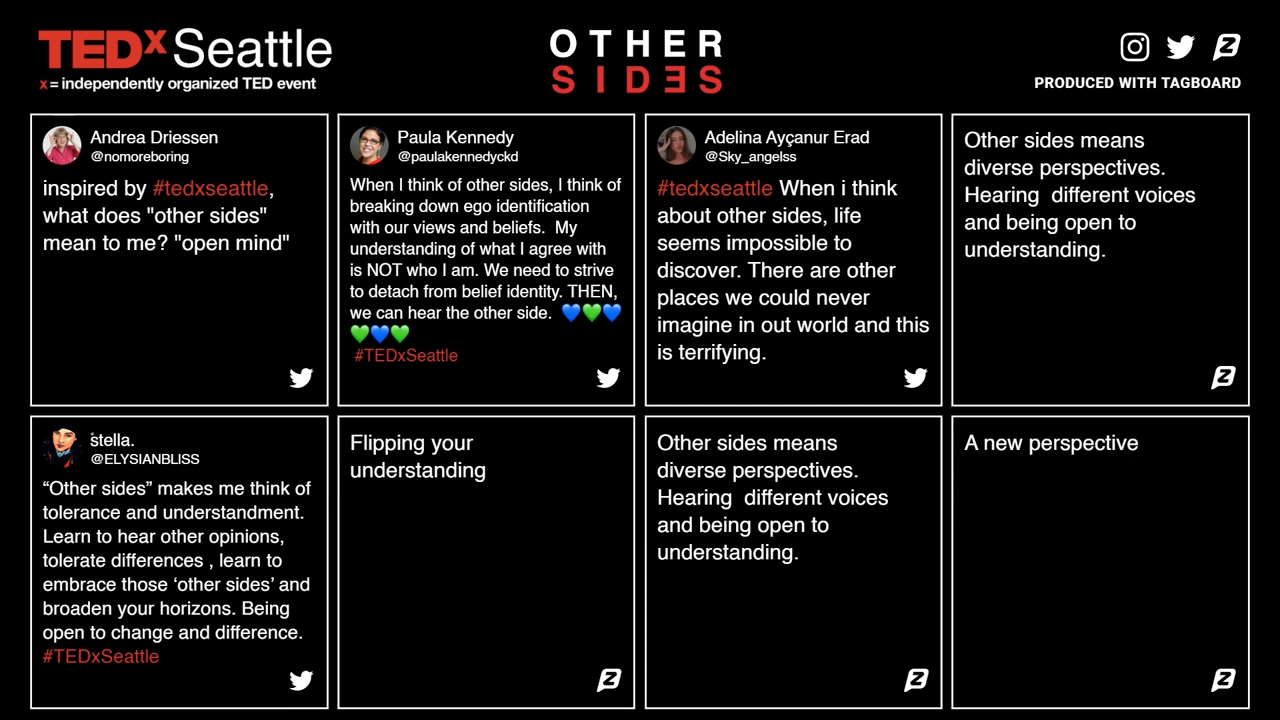 TEDxSeattle
x = independently organized TED event
OTHER
SIDES
PRODUCED WITH TAGBOARD
Andrea Driessen
@nomoreboring
inspired by #tedxseattle,
what does "other sides"
mean to me? "open mind"
Paula Kennedy
@paulakennedyckd
When I think of other sides, I think of
breaking down ego identification
with our views and beliefs.  My
understanding of what I agree with
is NOT who I am. We need to strive
to detach from belief identity. THEN,
we can hear the other side. 💙💚💙
💚💙💚
#TEDxSeattle
Adelina Ayçanur Erad
@Sky_angelss
#tedxseattle When i think
about other sides, life
seems impossible to
discover. There are other
places we could never
imagine in out world and this
is terrifying.
Other sides means
diverse perspectives.
Hearing  different voices
and being open to
understanding.
stella.
@ELYSIANBLISS
“Other sides” makes me think of
tolerance and understandment.
Learn to hear other opinions,
tolerate differences , learn to
embrace those ‘other sides’ and
broaden your horizons. Being
open to change and difference.
#TEDxSeattle
Flipping your
understanding
Other sides means
diverse perspectives.
Hearing  different voices
and being open to
understanding.
A new perspective